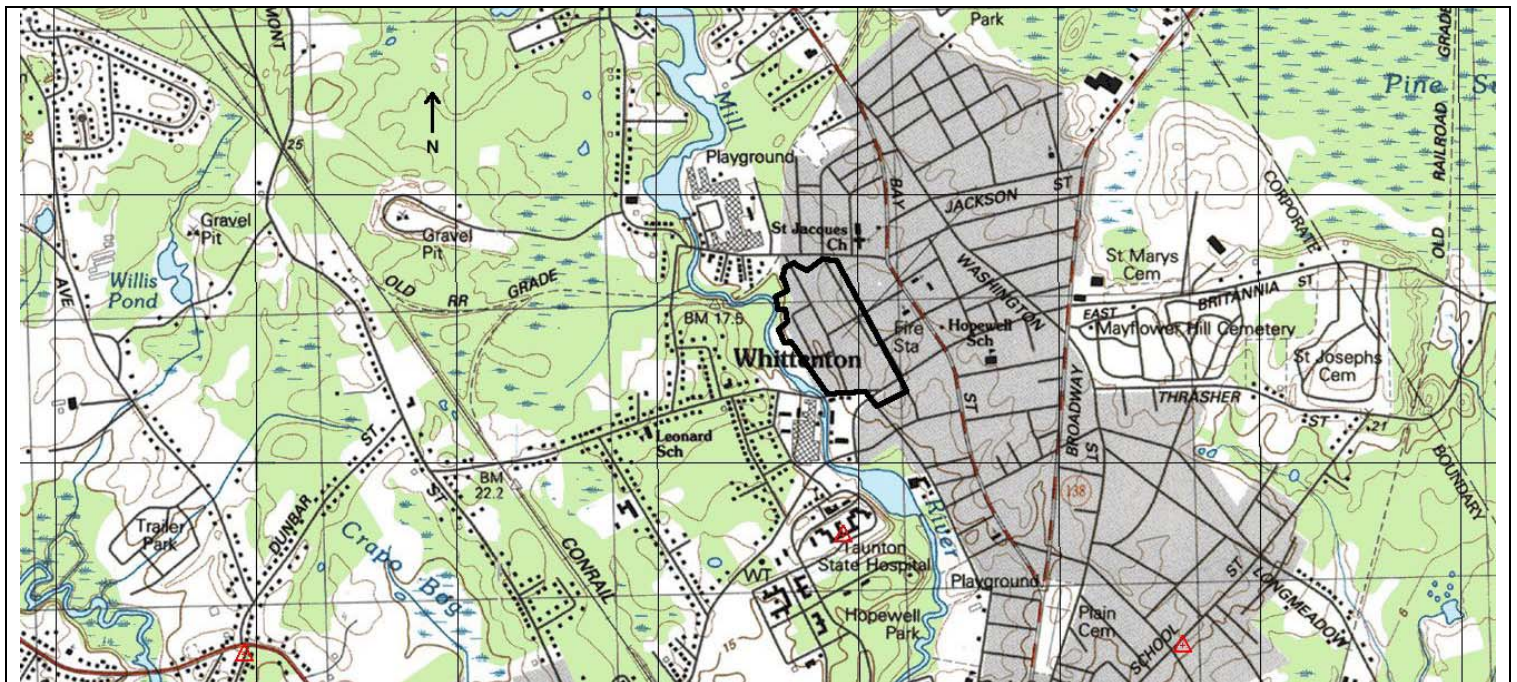 MONT
Park
OLD RAILROAD GRADE
Pine
Mill
25
N
Playground
CORPORATE
BAY
JACKSON ST
Gravel
Pit
Gravel
Pit
St Jacques
Ch
St Marys
Cem
Willis
Pond
WASHINGTON
OLD RR GRADE
BRITANNIA ST
AVE
BM 17.5
EAST
Fire
Sta
Hopewell
Sch
Mayflower Hill Cemetery
Whittenton
St Josephs
Cem
THRASHER ST
21
ST
BROADWAY
ST
Leonard
Sch
BM
22.2
ST
BOUNDARY
138
River
Trailer
Park
DUNBAR ST
Crapo Bog
CONRAIL
Taunton
State Hospital
WT
Playground
ST
LONGMEADOW
Hopewell
Park
Plain
Cem
SCHOOL
15
6